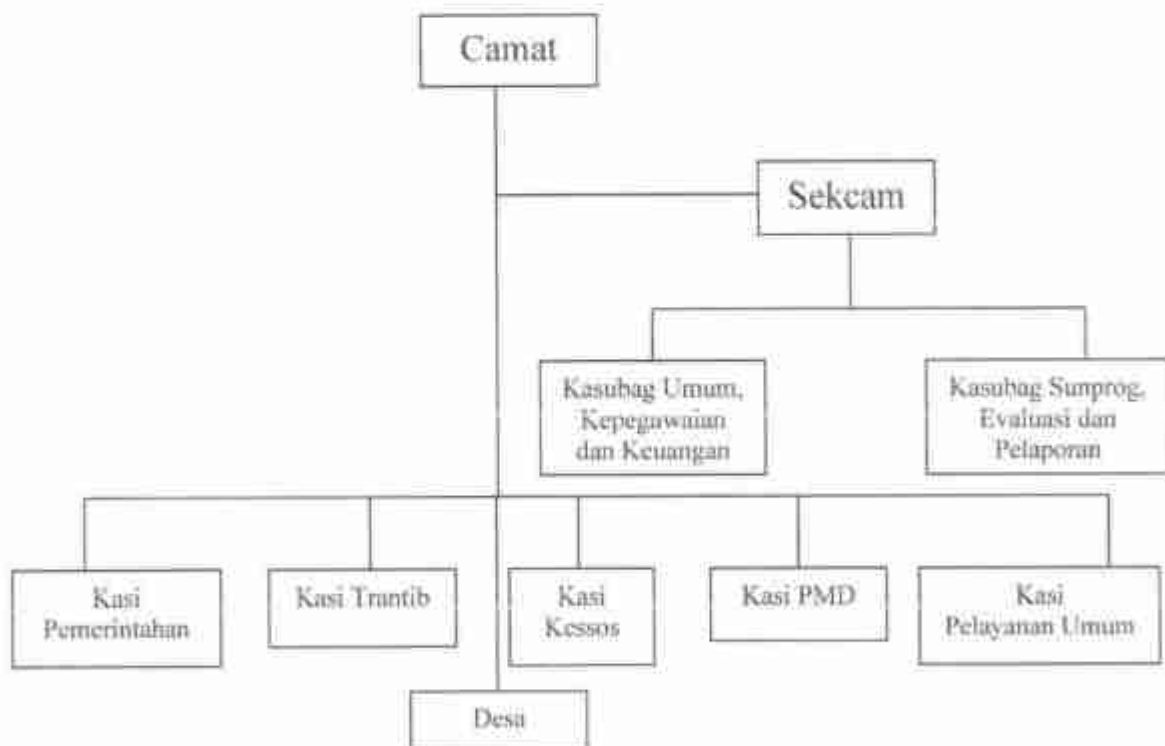 Camat
Sekcam
Kasubag Umum,
Kepegawaian
dan Keuangan
Kasubag Sunprog,
Evaluasi dan
Pelaporan
Kasi
Pemerintahan
Kasi Trantib
Kasi
Kessos
Kasi PMD
Kasi
Pelayanan Umum
Desa